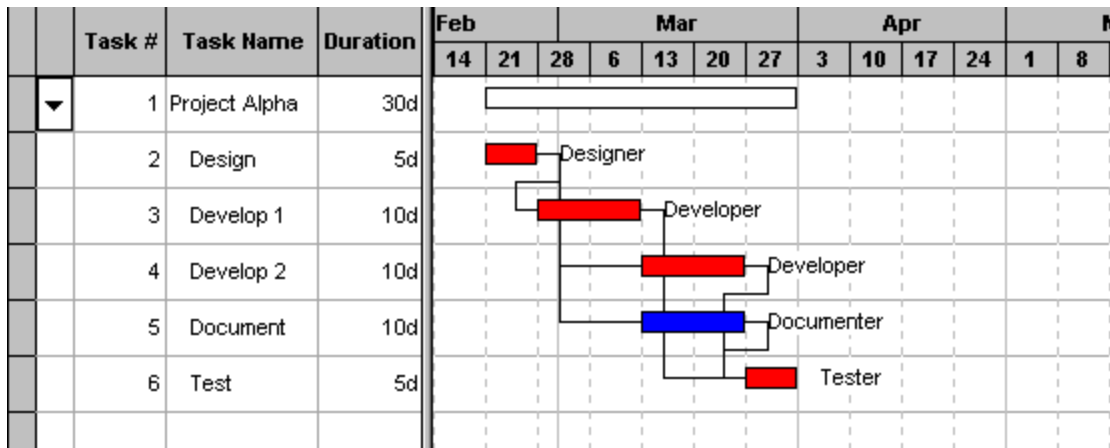 Task # Task Name Duration Feb Mar Apr
14 21 28 6 13 20 27 3 10 17 24 1 8
1 Project Alpha 30d
2 Design 5d Designer
3 Develop 1 10d Developer
4 Develop 2 10d Developer
5 Document 10d Documenter
6 Test 5d Tester